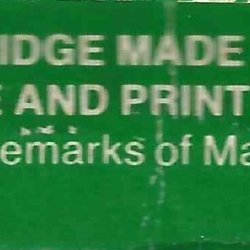 IDGE MADE
E AND PRINT
emarks of Ma